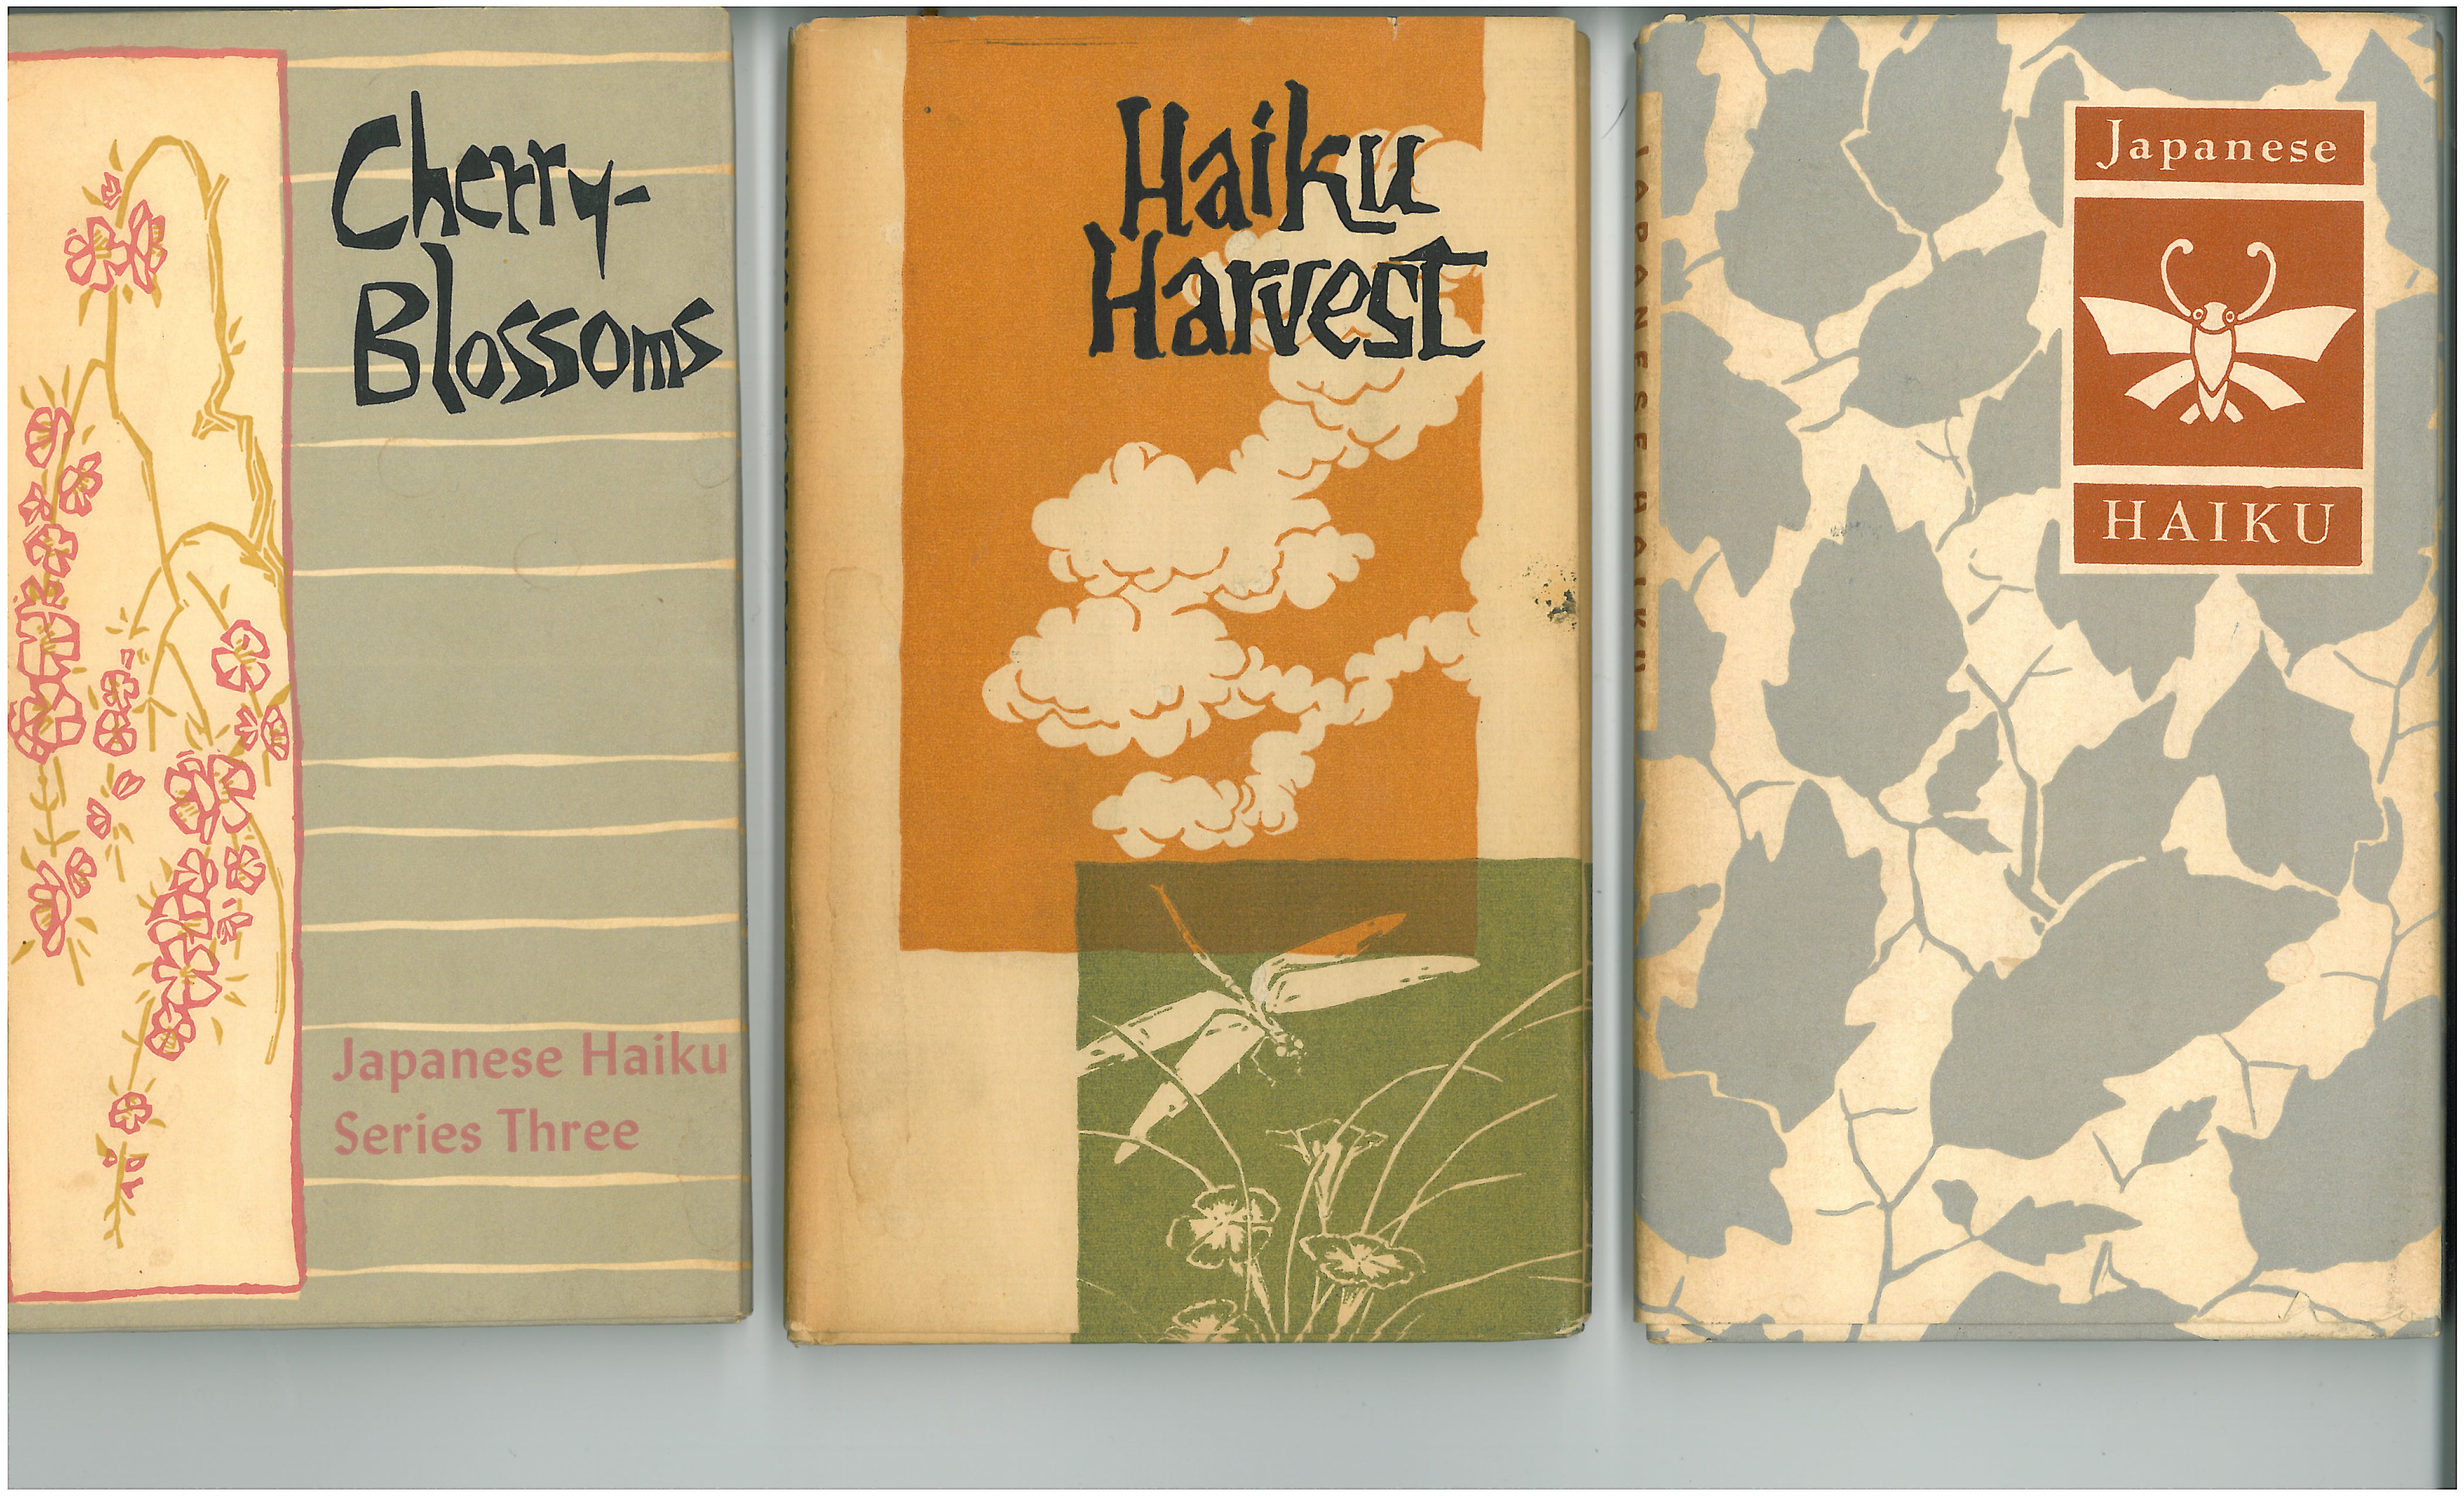 Cherry-
Blossoms
Japanese Haiku
Series Three
Haiku
Harvest
JAPANESE HAIKU
Japanese
HAIKU